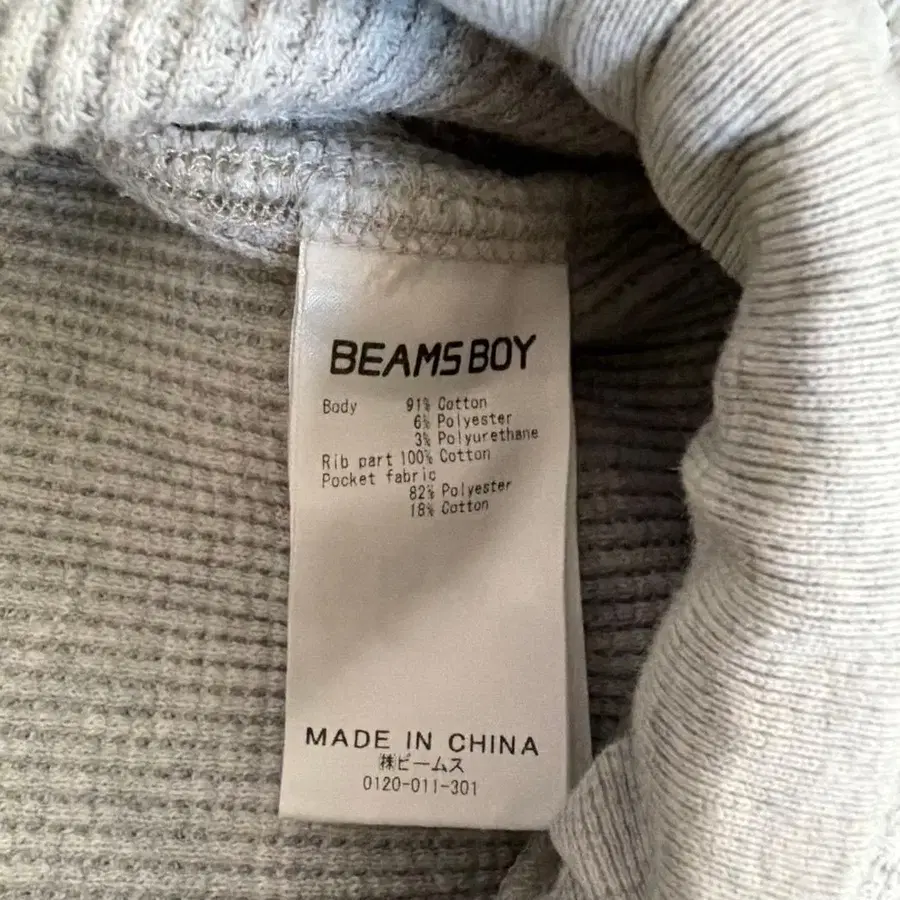 BEAMS BOY
Body 91% Cotton
6% Polyester
3% Polyurethane
Rib part 100% Cotton
Pocket fabric
82% Polyester
18% Cotton
MADE IN CHINA
㈱ビームス
0120-011-301